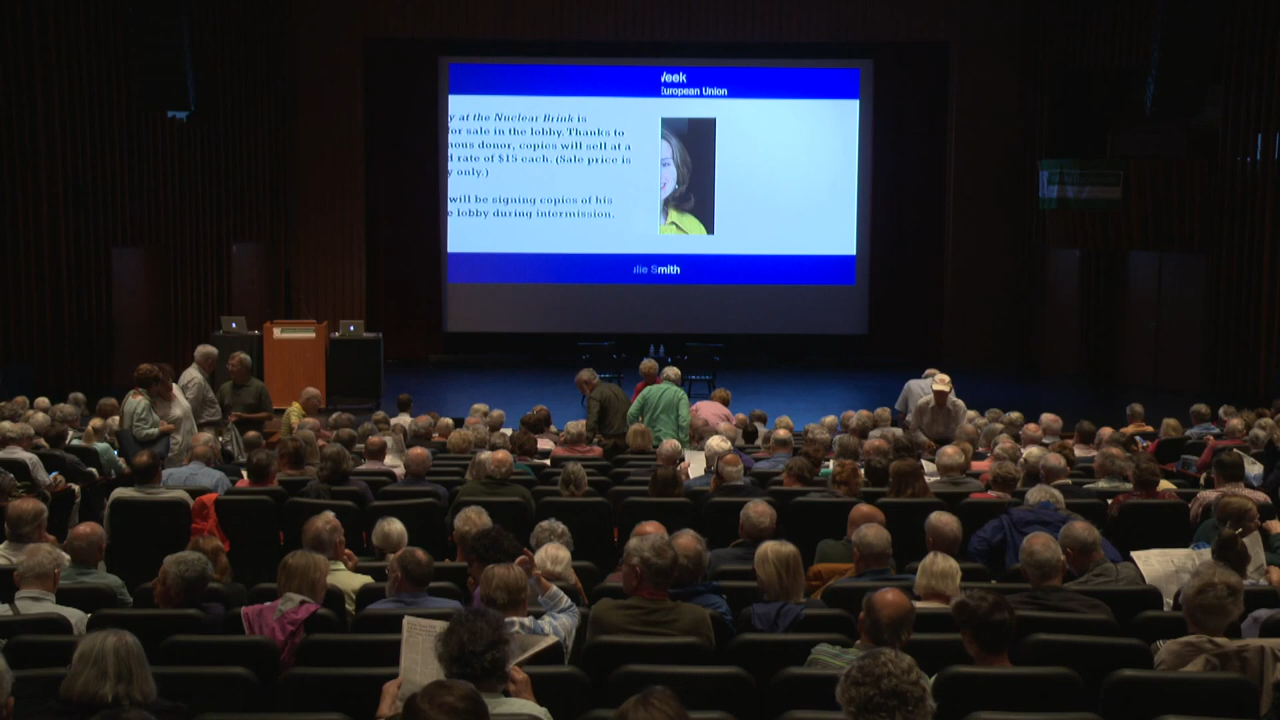 Week
European Union
y at the Nuclear Brink is
for sale in the lobby. Thanks to
nous donor, copies will sell at a
d rate of $15 each. (Sale price is
y only.)
will be signing copies of his
e lobby during intermission.
lie Smith